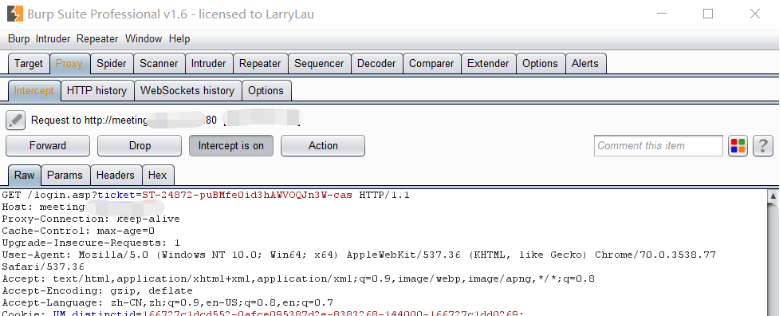 Burp Suite Professional v1.6 - licensed to LarryLau
Burp Intruder Repeater Window Help
Target Proxy Spider Scanner Intruder Repeater Sequencer Decoder Comparer Extender Options Alerts
Intercept HTTP history WebSockets history Options
Request to http://meeting 80 [
Forward Drop Intercept is on Action Comment this item ?
Raw Params Headers Hex
GET /login.asp?ticket=ST-24872-puBMfe0id3hAWVOQJn3W-cas HTTP/1.1
Host: meeting
Proxy-Connection: keep-alive
Cache-Control: max-age=0
Upgrade-Insecure-Requests: 1
User-Agent: Mozilla/5.0 (Windows NT 10.0; Win64; x64) AppleWebKit/537.36 (KHTML, like Gecko) Chrome/70.0.3538.77
Safari/537.36
Accept: text/html,application/xhtml+xml,application/xml;q=0.9,image/webp,image/apng,*/*;q=0.8
Accept-Encoding: gzip, deflate
Accept-Language: zh-CN,zh;q=0.9,en-US;q=0.8,en;q=0.7
Cookie: UM_distinctid=166727c1dcd552-0afce095387d2e-8383268-144000-166727c1dd0269;